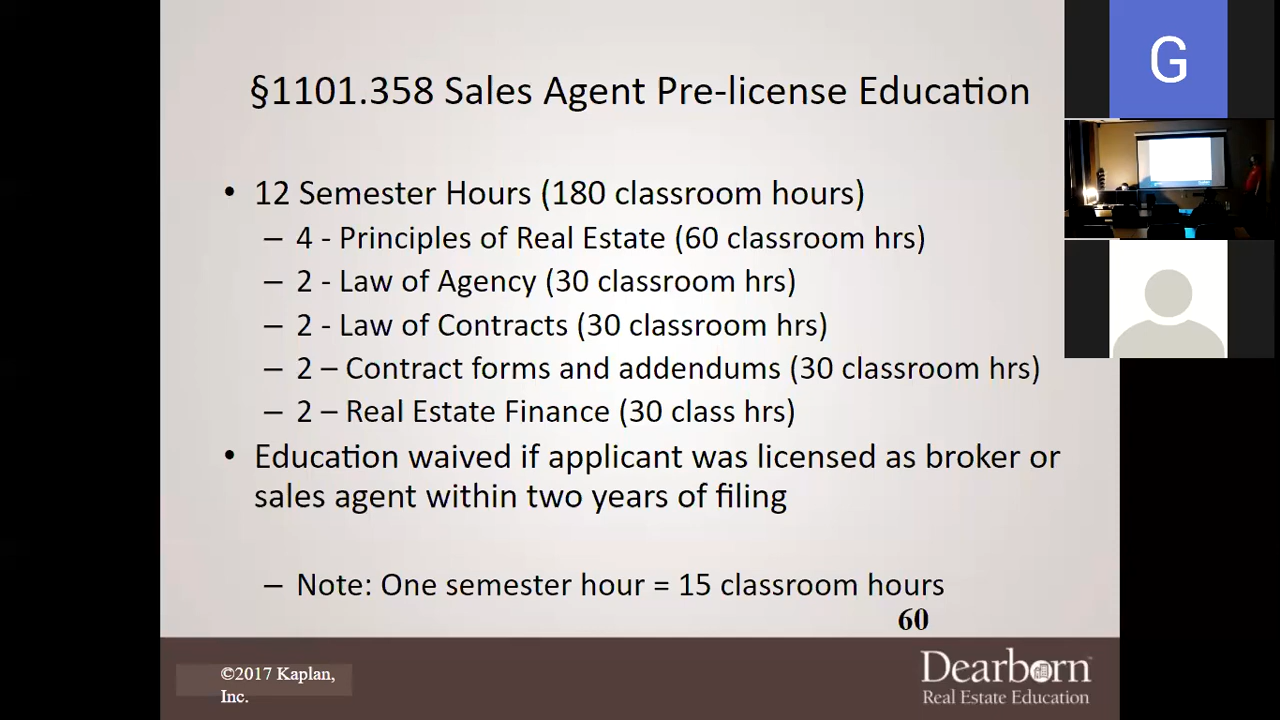 §1101.358 Sales Agent Pre-license Education
• 12 Semester Hours (180 classroom hours)
– 4 - Principles of Real Estate (60 classroom hrs)
– 2 - Law of Agency (30 classroom hrs)
– 2 - Law of Contracts (30 classroom hrs)
– 2 – Contract forms and addendums (30 classroom hrs)
– 2 – Real Estate Finance (30 class hrs)
• Education waived if applicant was licensed as broker or
sales agent within two years of filing
– Note: One semester hour = 15 classroom hours
60
©2017 Kaplan,
Inc.
Dearborn
Real Estate Education
G